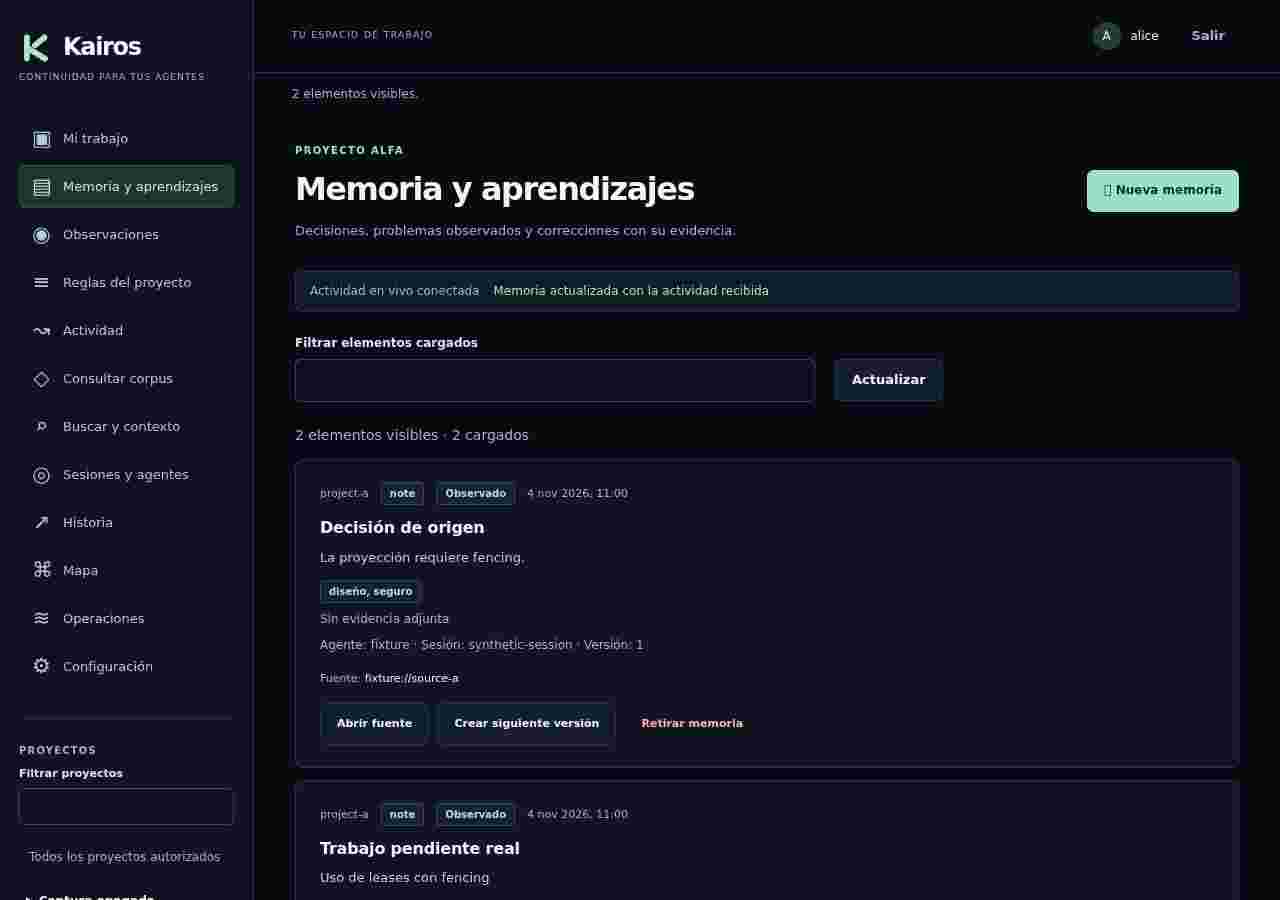 Kairos
CONTINUIDAD PARA TUS AGENTES
Mi trabajo
Memoria y aprendizajes
Observaciones
Reglas del proyecto
Actividad
Consultar corpus
Buscar y contexto
Sesiones y agentes
Historia
Mapa
Operaciones
Configuración
PROYECTOS
Filtrar proyectos
Todos los proyectos autorizados
TU ESPACIO DE TRABAJO
A alice
Salir
2 elementos visibles.
PROYECTO ALFA
Memoria y aprendizajes
Nueva memoria
Decisiones, problemas observados y correcciones con su evidencia.
Actividad en vivo conectada Memoria actualizada con la actividad recibida
Filtrar elementos cargados
Actualizar
2 elementos visibles · 2 cargados
project-a note Observado 4 nov 2026, 11:00
Decisión de origen
La proyección requiere fencing.
diseño, seguro
Sin evidencia adjunta
Agente: fixture · Sesión: synthetic-session · Versión: 1
Fuente: fixture://source-a
Abrir fuente Crear siguiente versión Retirar memoria
project-a note Observado 4 nov 2026, 11:00
Trabajo pendiente real
Uso de leases con fencing